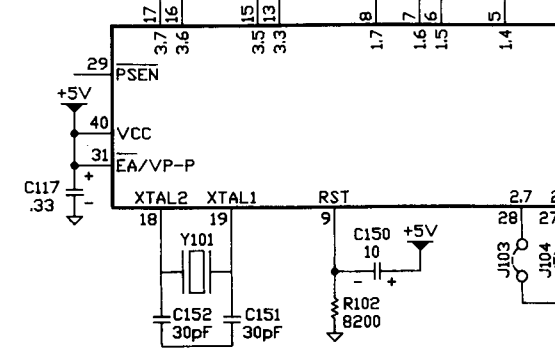 17
16
15
13
8
7
6
5
3.7
3.6
3.5
3.3
1.7
1.6
1.5
1.4
29
PSEN
+5V
40
VCC
31
EA/VP-P
+
C117
.33
-
XTAL2
XTAL1
RST
2.7
18
19
9
28
27
Y101
C150
10
+5V
-
+
J103
J104
C152
30pF
C151
30pF
R102
8200